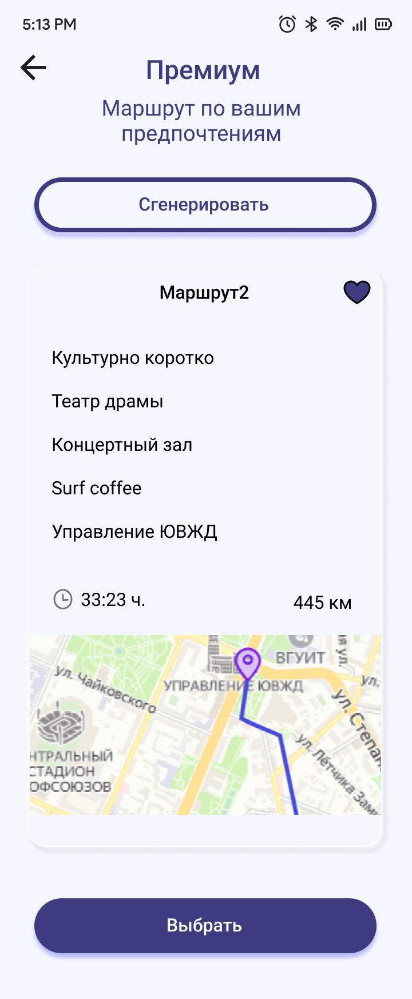 5:13 PM
Премиум
Маршрут по вашим
предпочтениям
Сгенерировать
Маршрут2
Культурно коротко
Театр драмы
Концертный зал
Surf coffee
Управление ЮВЖД
33:23 ч.
445 км
я ул.
ВГУИТ
ул. Чайковского
УПРАВЛЕНИЕ ЮВЖД
ул.
ул. Степан
ул. Лётчика Зами
НТРАЛЬНЫЙ
СТАДИОН
ОФСОЮЗОВ
Выбрать